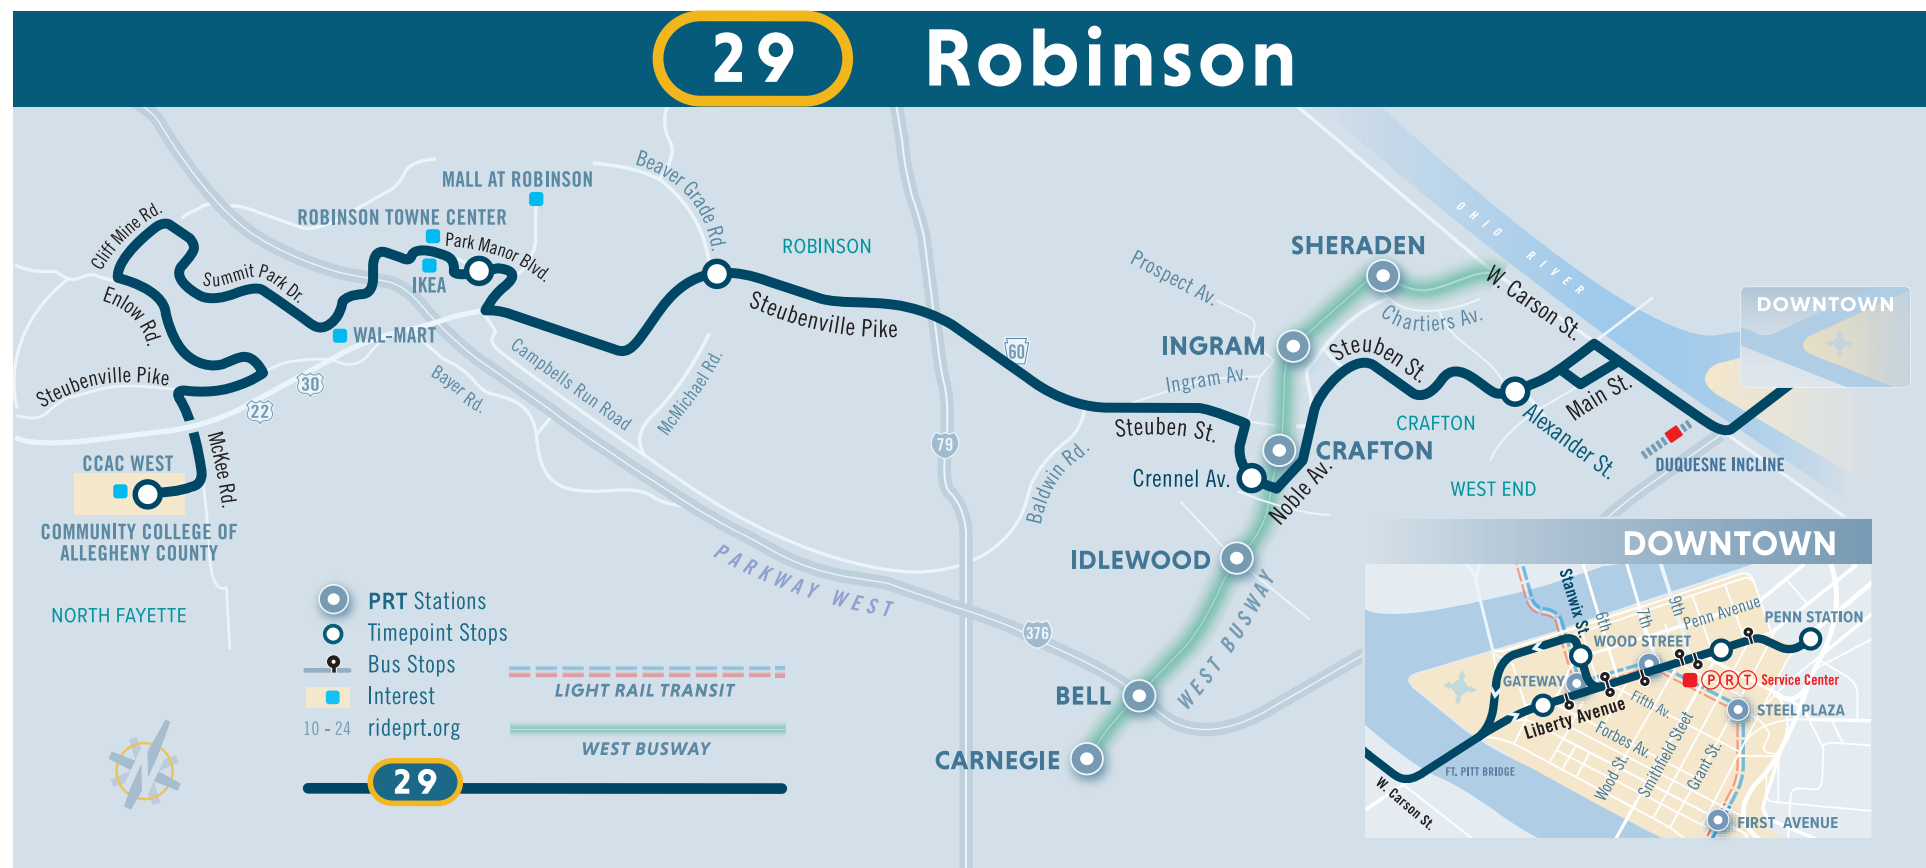 29 Robinson
MALL AT ROBINSON
Beaver Grade Rd.
ROBINSON TOWNE CENTER
Cliff Mine Rd.
Park Manor Blvd.
ROBINSON
OHIO RIVER
SHERADEN
Summit Park Dr.
IKEA
Prospect Av.
W. Carson St.
DOWNTOWN
Enlow Rd.
WAL-MART
Steubenville Pike
Chartiers Av.
INGRAM
Steuben St.
60
Campbells Run Road
McMichael Rd.
Ingram Av.
Steubenville Pike
30
Bayer Rd.
22
Main St.
Alexander St.
CRAFTON
Steuben St.
79
CRAFTON
McKee Rd.
CCAC WEST
Baldwin Rd.
Crennel Av.
Noble Av.
WEST END
DUQUESNE INCLINE
COMMUNITY COLLEGE OF
ALLEGHENY COUNTY
PARKWAY WEST
IDLEWOOD
WEST BUSWAY
NORTH FAYETTE
376
BELL
CARNEGIE
PRT Stations
Timepoint Stops
Bus Stops
Interest
10 - 24 rideprt.org
LIGHT RAIL TRANSIT
WEST BUSWAY
29
N
DOWNTOWN
Stanwix St.
6th
7th
9th
Penn Avenue
PENN STATION
WOOD STREET
GATEWAY
PRT Service Center
Liberty Avenue
Fifth Av.
STEEL PLAZA
Forbes Av.
Wood St.
Smithfield Steet
Grant St.
FT. PITT BRIDGE
W. Carson St.
FIRST AVENUE